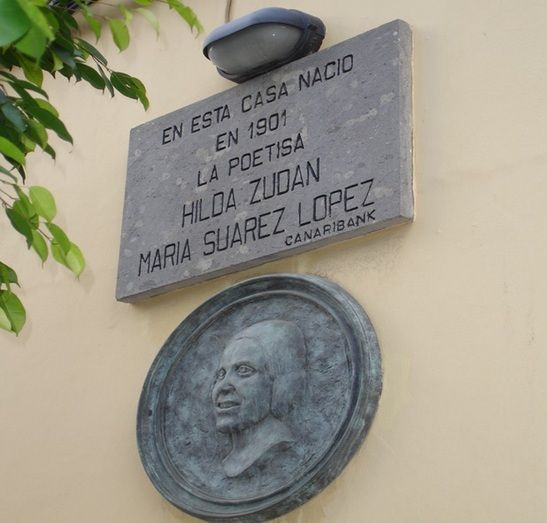 EN ESTA CASA NACIO
EN 1901
LA POETISA
HILDA ZUDAN
MARIA SUAREZ LOPEZ
CANARIBANK